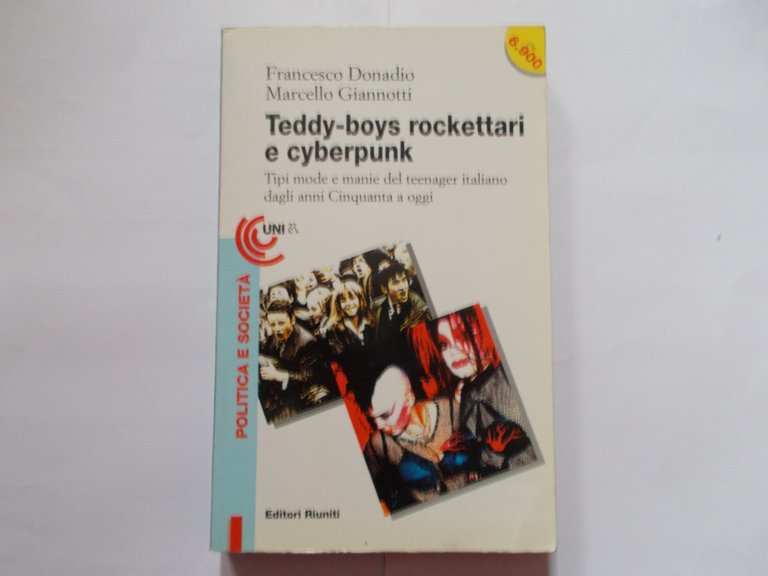 Francesco Donadio
Marcello Giannotti
Teddy-boys rockettari
e cyberpunk
Tipi mode e manie del teenager italiano
dagli anni Cinquanta a oggi
UNI ER
POLITICA E SOCIETÀ
Editori Riuniti
6.900